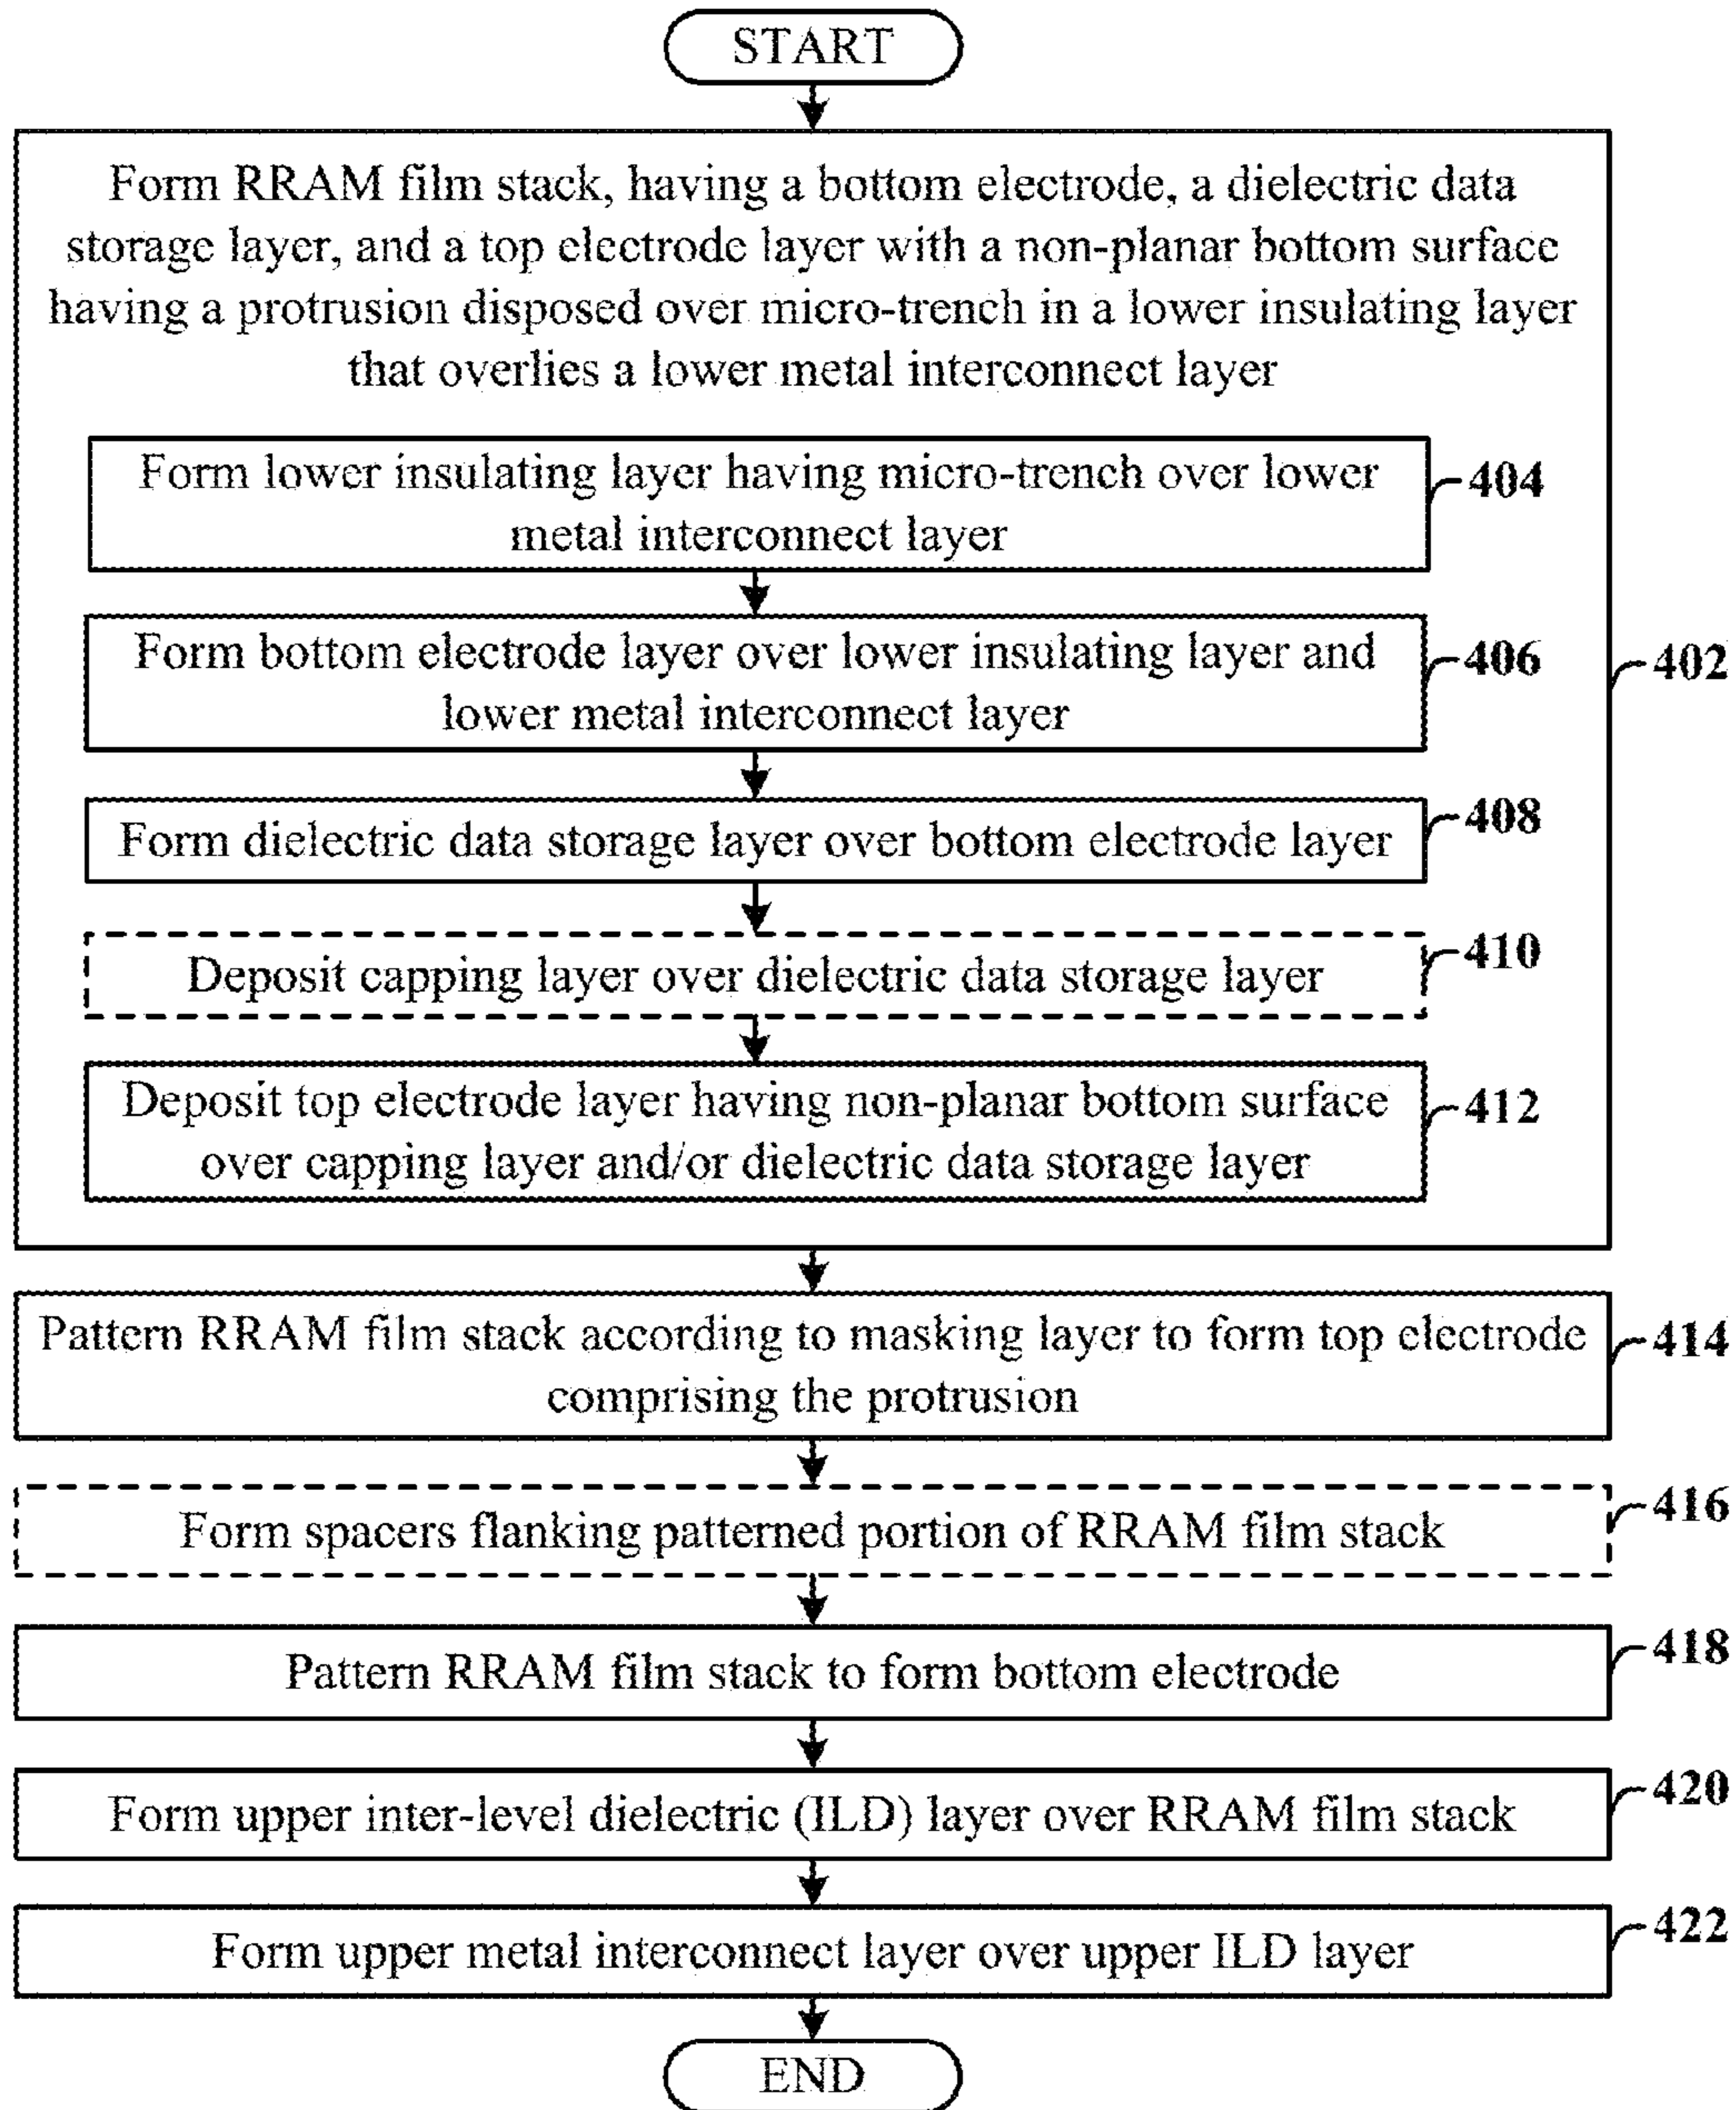 START
Form RRAM film stack, having a bottom electrode, a dielectric data
storage layer, and a top electrode layer with a non-planar bottom surface
having a protrusion disposed over micro-trench in a lower insulating layer
that overlies a lower metal interconnect layer
Form lower insulating layer having micro-trench over lower
metal interconnect layer
404
Form bottom electrode layer over lower insulating layer and
lower metal interconnect layer
406
402
Form dielectric data storage layer over bottom electrode layer
408
Deposit capping layer over dielectric data storage layer
410
Deposit top electrode layer having non-planar bottom surface
over capping layer and/or dielectric data storage layer
412
Pattern RRAM film stack according to masking layer to form top electrode
comprising the protrusion
414
Form spacers flanking patterned portion of RRAM film stack
416
Pattern RRAM film stack to form bottom electrode
418
Form upper inter-level dielectric (ILD) layer over RRAM film stack
420
Form upper metal interconnect layer over upper ILD layer
422
END